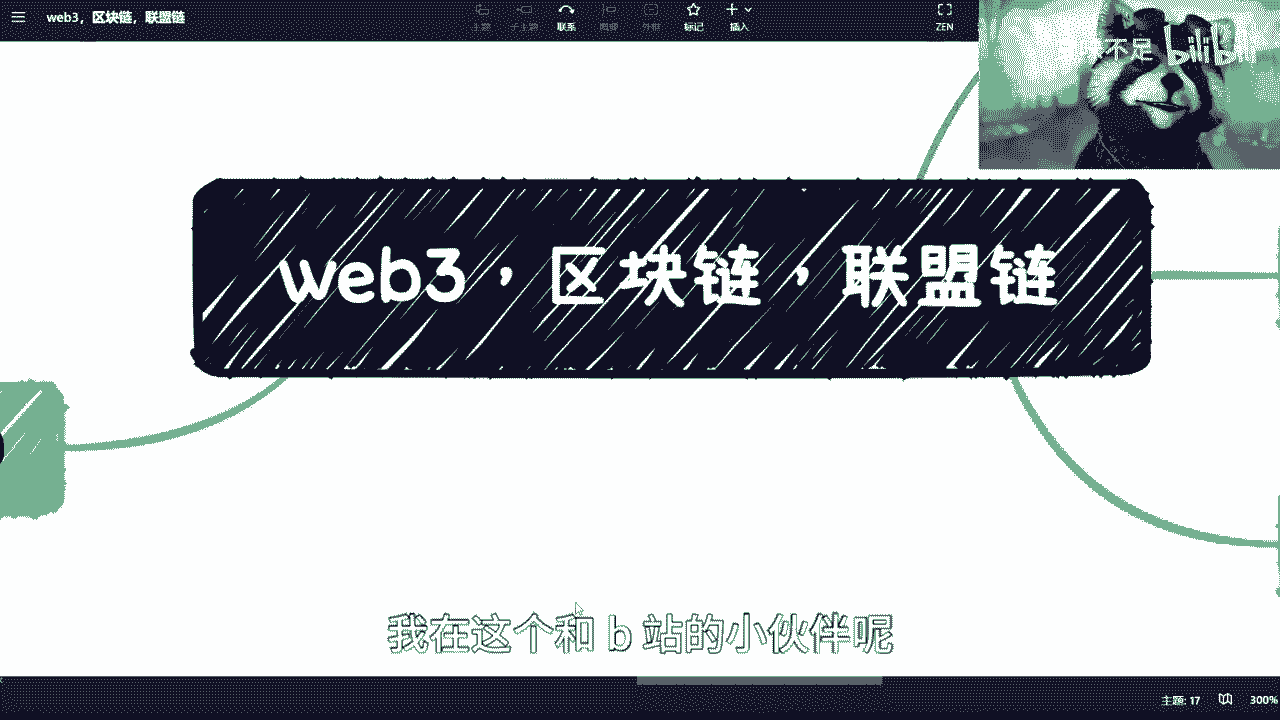 web3，区块链，联盟链
主题
子主题
联系
概要
外框
标记
插入
ZEN
不足 bilibili
web3，区块链，联盟链
我在这个和 b 站的小伙伴呢
主题: 17
300%